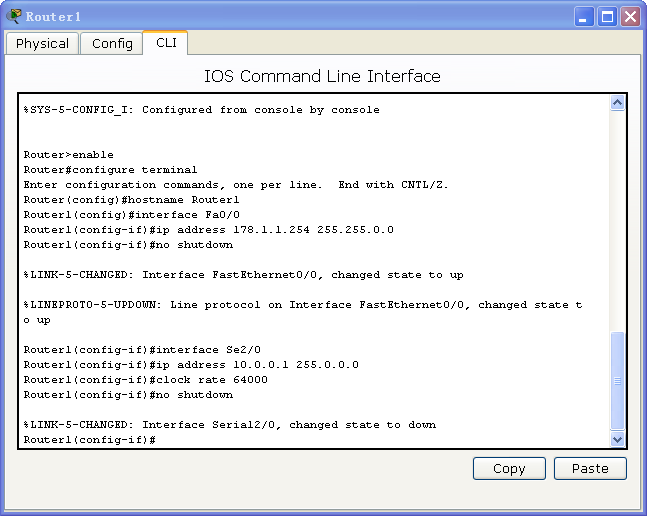 Router1
Physical
Config
CLI
IOS Command Line Interface
%SYS-5-CONFIG_I: Configured from console by console
Router>enable
Router#configure terminal
Enter configuration commands, one per line.  End with CNTL/Z.
Router(config)#hostname Router1
Router1(config)#interface Fa0/0
Router1(config-if)#ip address 178.1.1.254 255.255.0.0
Router1(config-if)#no shutdown
%LINK-5-CHANGED: Interface FastEthernet0/0, changed state to up
%LINEPROTO-5-UPDOWN: Line protocol on Interface FastEthernet0/0, changed state t
o up
Router1(config-if)#interface Se2/0
Router1(config-if)#ip address 10.0.0.1 255.0.0.0
Router1(config-if)#clock rate 64000
Router1(config-if)#no shutdown
%LINK-5-CHANGED: Interface Serial2/0, changed state to down
Router1(config-if)#
Copy
Paste